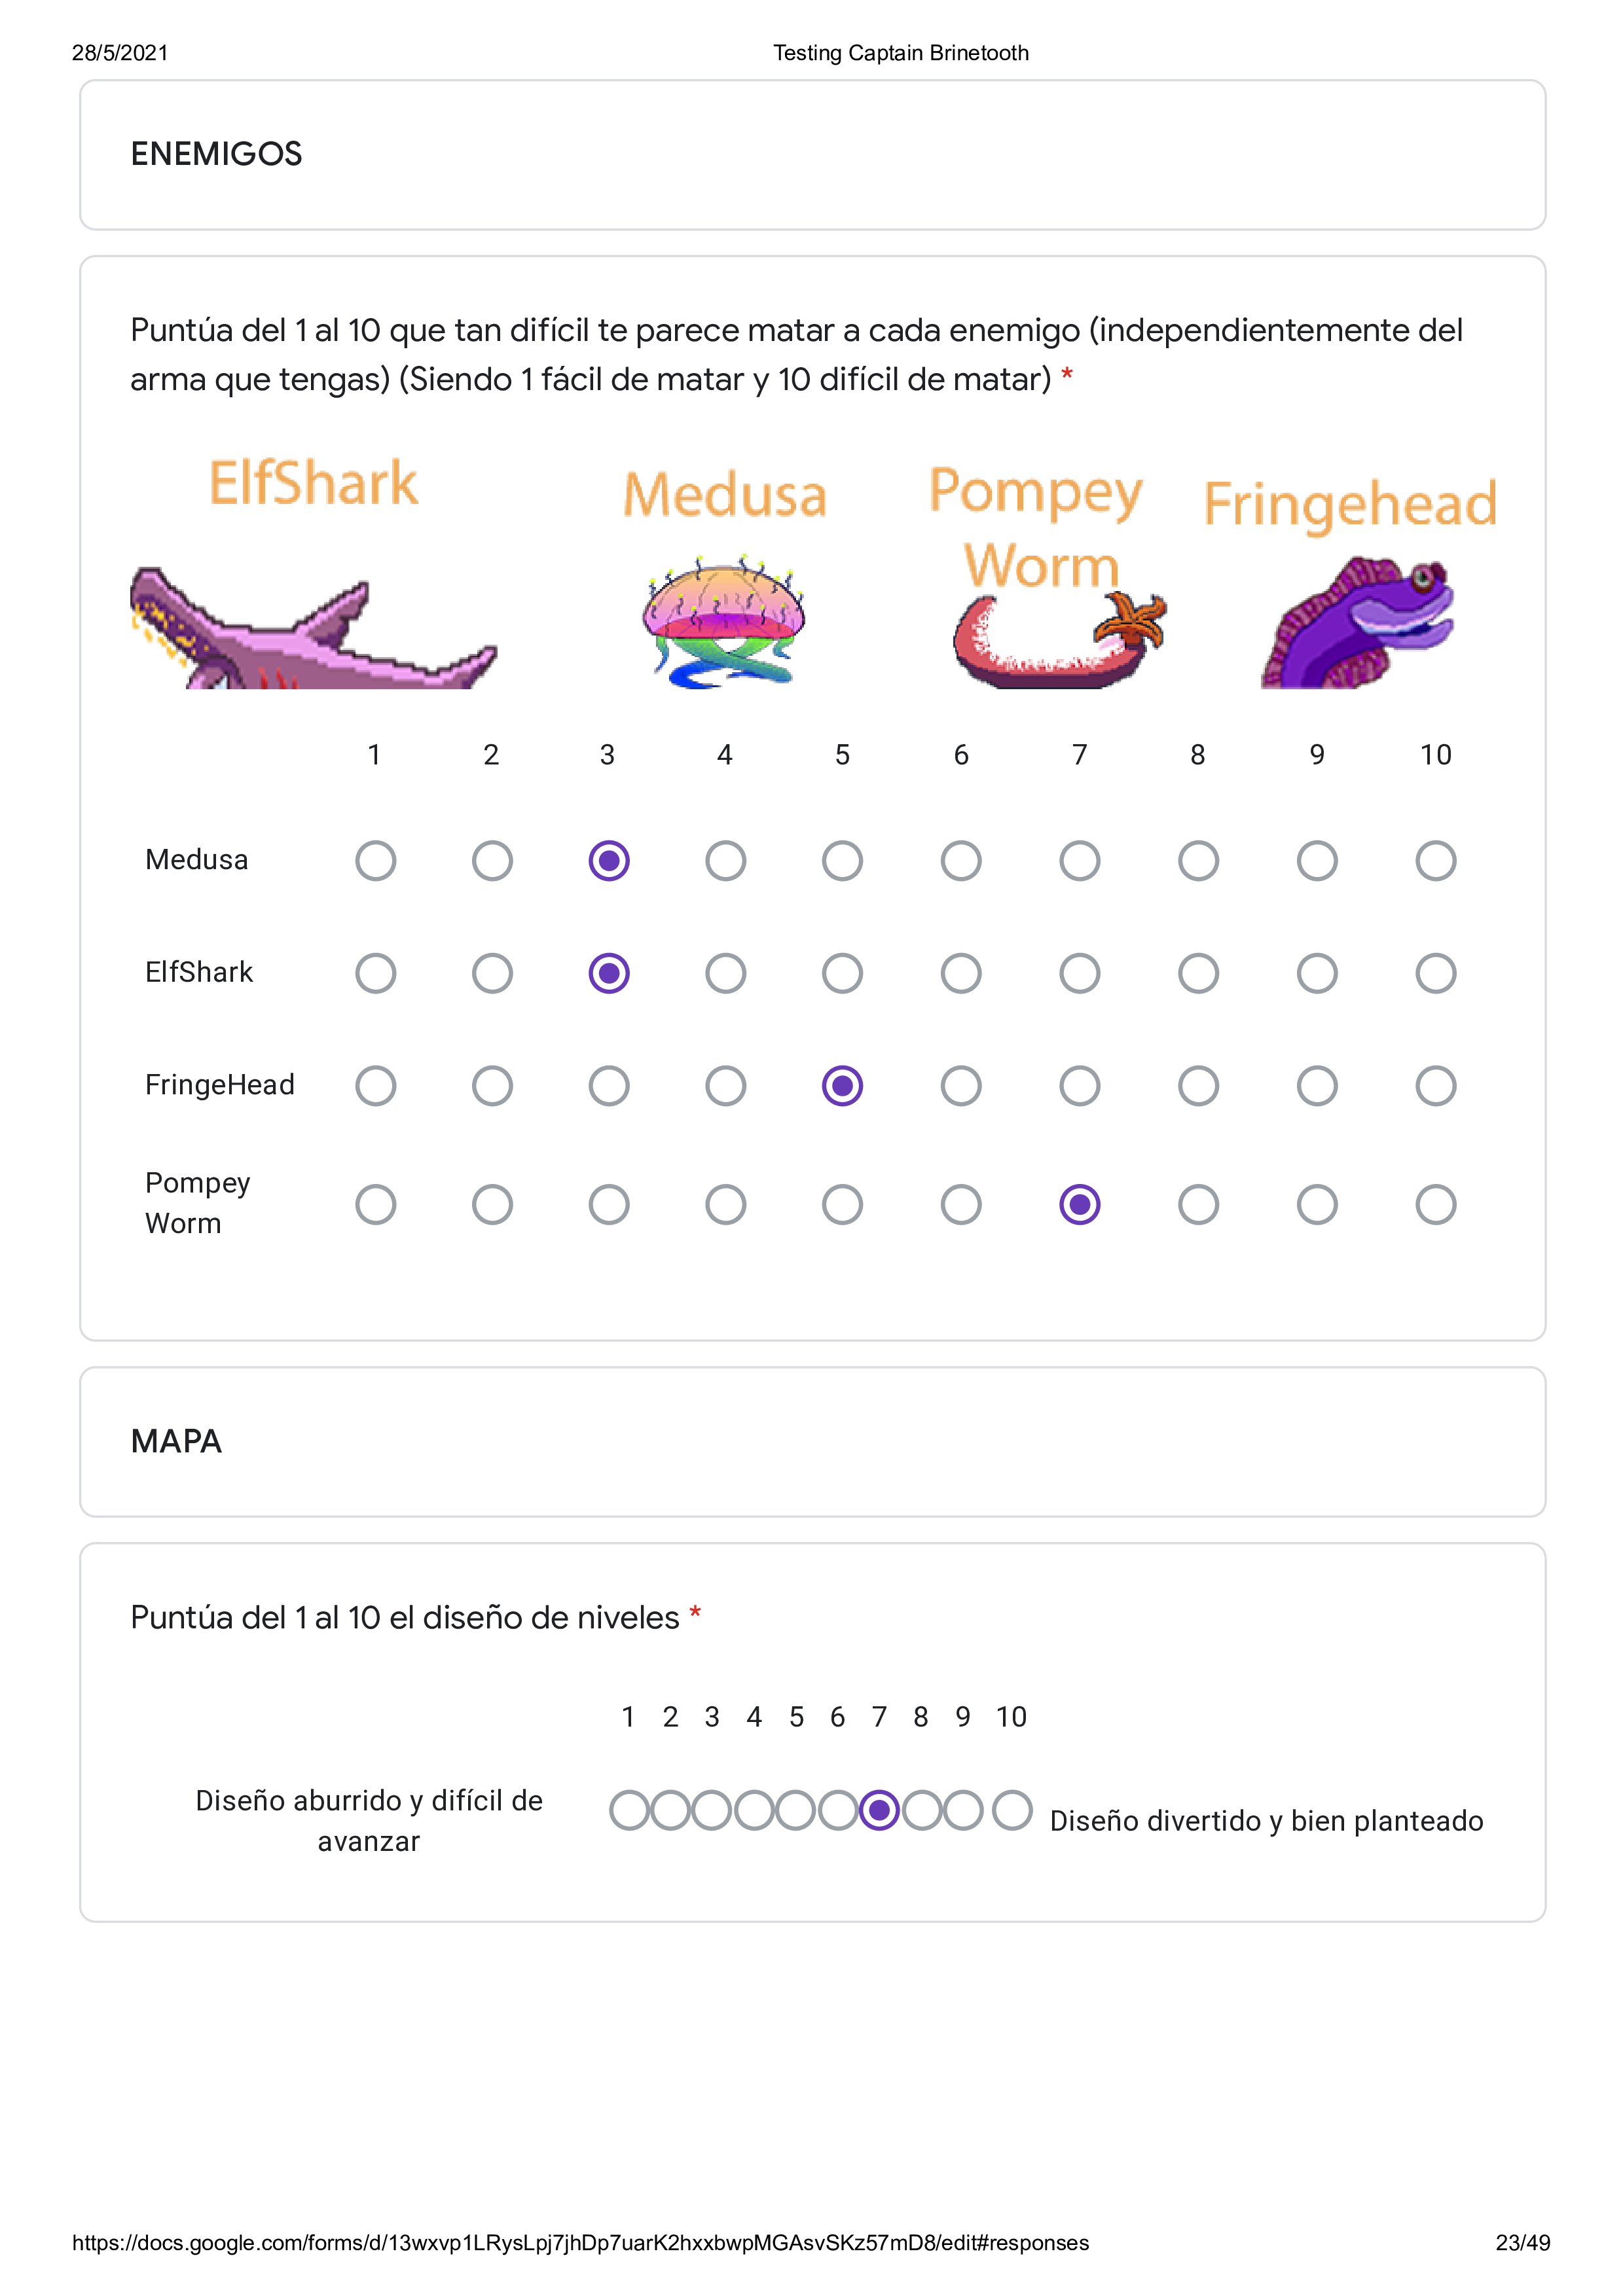 28/5/2021 Testing Captain Brinetooth
ENEMIGOS
Puntúa del 1 al 10 que tan difícil te parece matar a cada enemigo (independientemente del
arma que tengas) (Siendo 1 fácil de matar y 10 difícil de matar) *
ElfShark Medusa Pompey Worm Fringehead
1 2 3 4 5 6 7 8 9 10
Medusa
ElfShark
FringeHead
Pompey
Worm
MAPA
Puntúa del 1 al 10 el diseño de niveles *
1 2 3 4 5 6 7 8 9 10
Diseño aburrido y difícil de
avanzar
Diseño divertido y bien planteado
https://docs.google.com/forms/d/13wxvp1LRysLpj7jhDp7uarK2hxxbwpMGAsvSKz57mD8/edit#responses 23/49